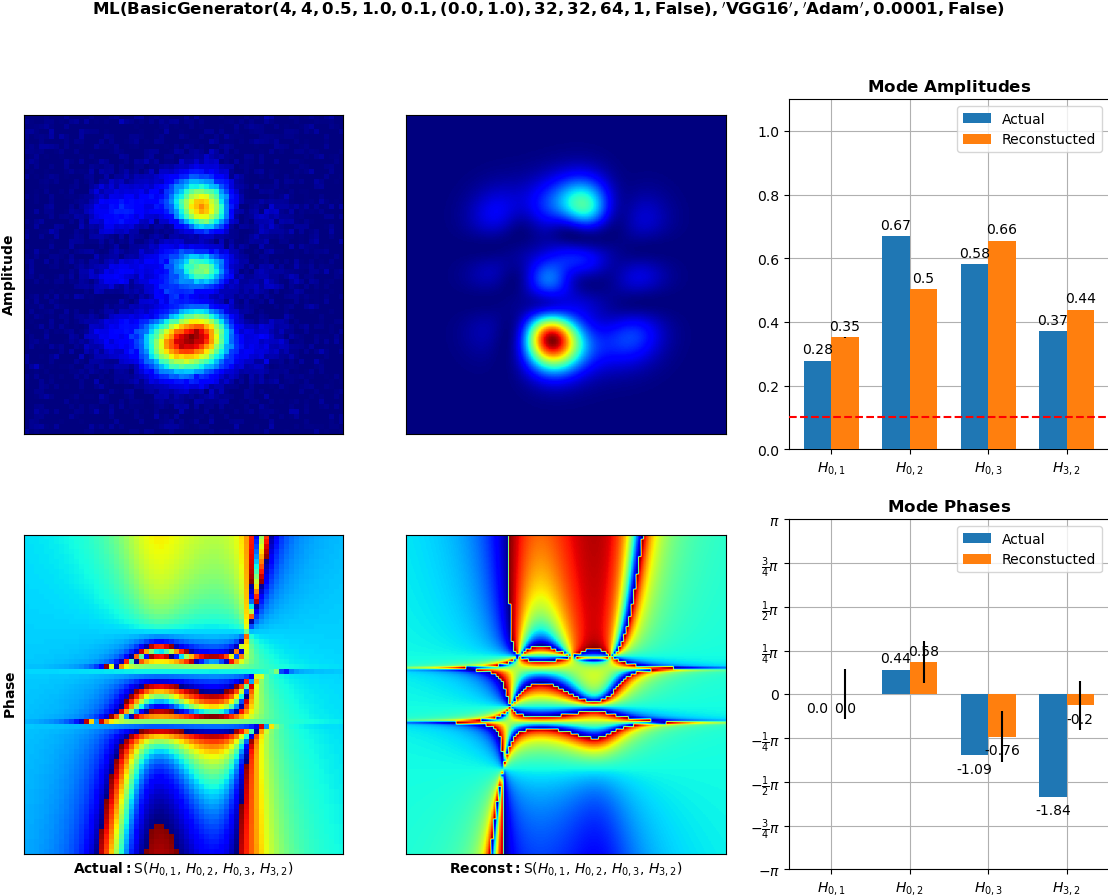 ML(BasicGenerator(4, 4, 0.5, 1.0, 0.1, (0.0, 1.0), 32, 32, 64, 1, False), ′VGG16′, ′Adam′, 0.0001, False)
Amplitude
Mode Amplitudes
Actual
Reconstucted
1.0
0.8
0.6
0.4
0.2
0.0
0.28
0.35
0.67
0.5
0.58
0.66
0.37
0.44
H0,1
H0,2
H0,3
H3,2
Phase
Actual: S(H0,1, H0,2, H0,3, H3,2)
Reconst: S(H0,1, H0,2, H0,3, H3,2)
Mode Phases
Actual
Reconstucted
π
3/4π
1/2π
1/4π
0
−1/4π
−1/2π
−3/4π
−π
0.0
0.0
0.44
0.58
-1.09
-0.76
-1.84
-0.2
H0,1
H0,2
H0,3
H3,2